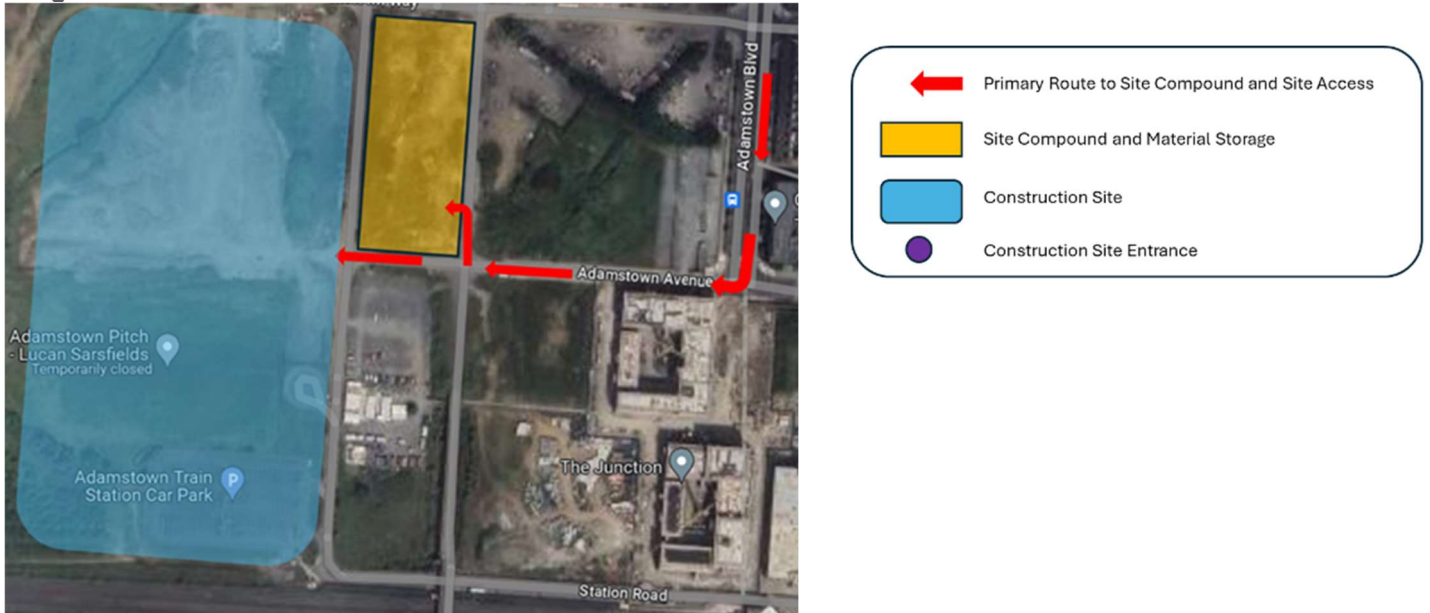 Way
Adamstown Blvd
Adamstown Avenue
Adamstown Pitch
- Lucan Sarsfields
Temporarily closed
Adamstown Train
Station Car Park
P
The Junction
Station Road
Primary Route to Site Compound and Site Access
Site Compound and Material Storage
Construction Site
Construction Site Entrance